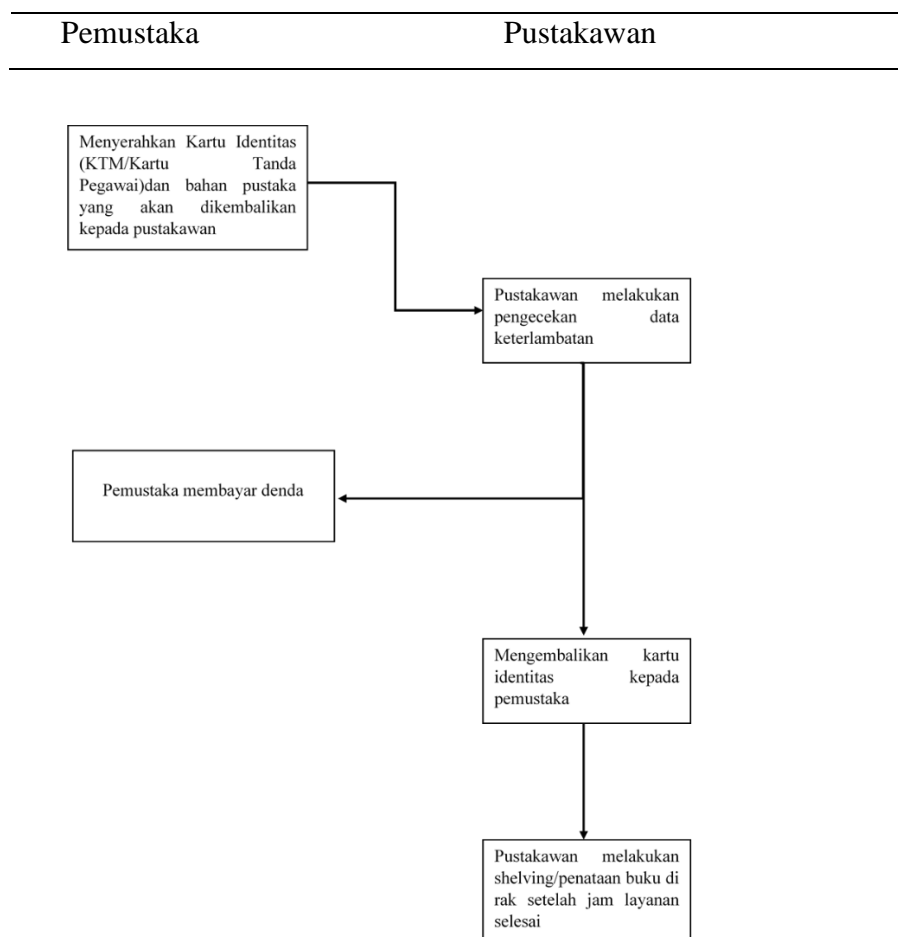 Pemustaka
Pustakawan
Menyerahkan Kartu Identitas
(KTM/Kartu Tanda
Pegawai)dan bahan pustaka
yang akan dikembalikan
kepada pustakawan
Pustakawan melakukan
pengecekan data
keterlambatan
Pemustaka membayar denda
Mengembalikan kartu
identitas kepada
pemustaka
Pustakawan melakukan
shelving/penataan buku di
rak setelah jam layanan
selesai